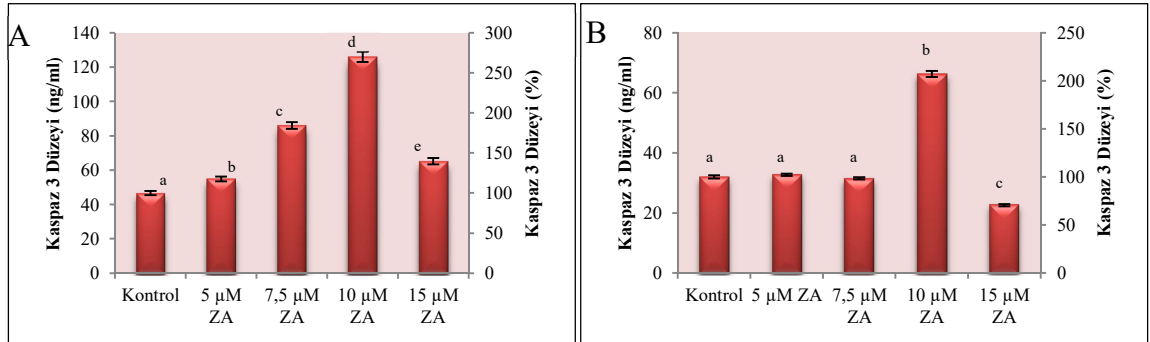 A
Kaspaz 3 Düzeyi (ng/ml)
140
120
100
80
60
40
20
0
a
b
c
d
e
Kontrol
5 µM
ZA
7,5 µM
ZA
10 µM
ZA
15 µM
ZA
300
250
200
150
100
50
0
Kaspaz 3 Düzeyi (%)
B
Kaspaz 3 Düzeyi (ng/ml)
80
60
40
20
0
a
a
a
b
c
Kontrol
5 µM ZA
7,5 µM
ZA
10 µM
ZA
15 µM
ZA
250
200
150
100
50
0
Kaspaz 3 Düzeyi (%)